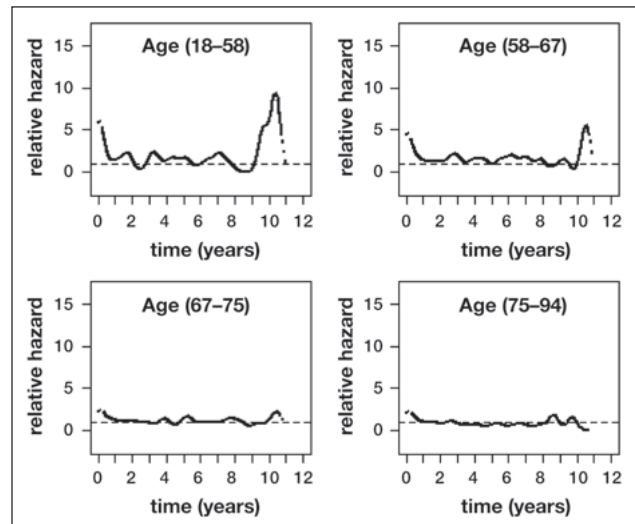 Age (18–58)
relative hazard
15
10
5
0
0 2 4 6 8 10 12
time (years)
Age (58–67)
relative hazard
15
10
5
0
0 2 4 6 8 10 12
time (years)
Age (67–75)
relative hazard
15
10
5
0
0 2 4 6 8 10 12
time (years)
Age (75–94)
relative hazard
15
10
5
0
0 2 4 6 8 10 12
time (years)